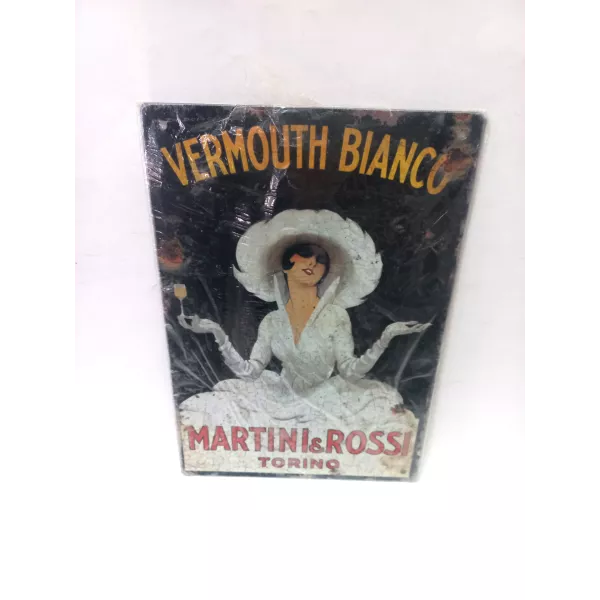 VERMOUTH BIANCO
MARTINI & ROSSI
TORINO